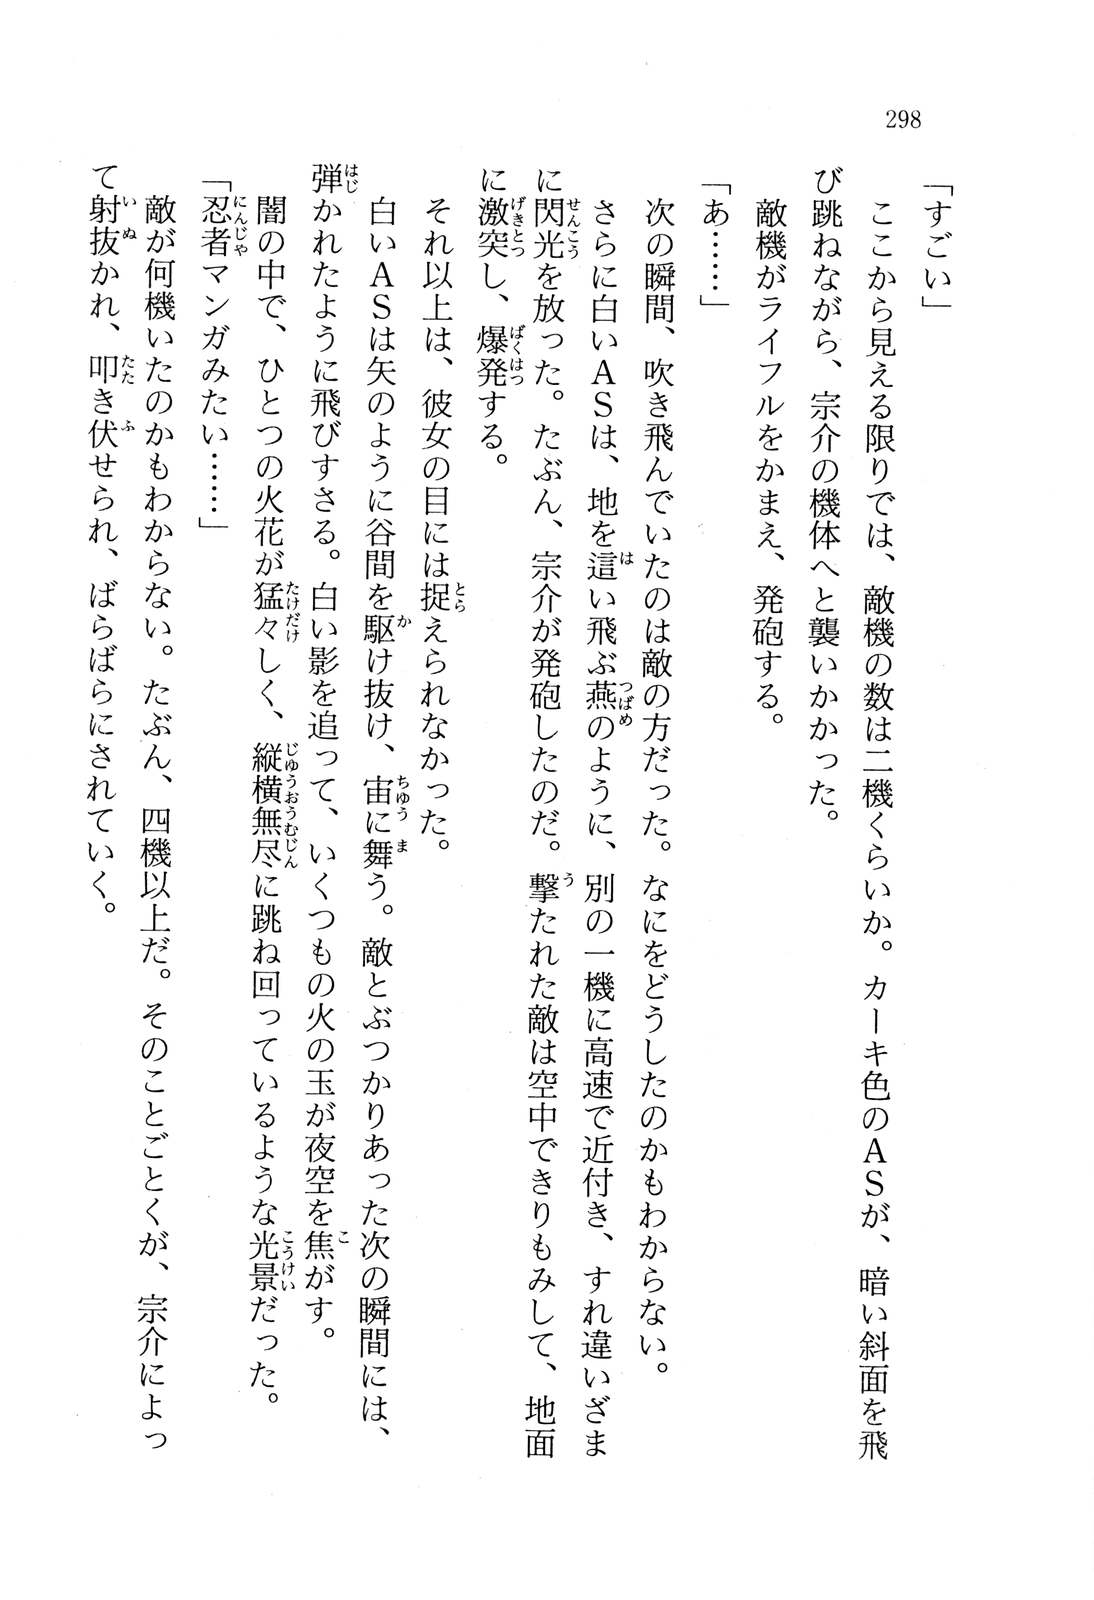 298
「すごい」
ここから見える限りでは、敵機の数は二機くらいか。カーキ色のＡＳが、暗い斜面を飛
び跳ねながら、宗介の機体へと襲いかかった。
敵機がライフルをかまえ、発砲する。
「あ……」
次の瞬間、吹き飛んでいたのは敵の方だった。なにをどうしたのかもわからない。
さらに白いＡＳは、地を這い飛ぶ燕のように、別の一機に高速で近付き、すれ違いざま
に閃光を放った。たぶん、宗介が発砲したのだ。撃たれた敵は空中できりもみして、地面
に激突し、爆発する。
それ以上は、彼女の目には捉えられなかった。
白いＡＳは矢のように谷間を駆け抜け、宙に舞う。敵とぶつかりあった次の瞬間には、
弾かれたように飛びすさる。白い影を追って、いくつもの火の玉が夜空を焦がす。
闇の中で、ひとつの火花が猛々しく、縦横無尽に跳ね回っているような光景だった。
「忍者マンガみたい……」
敵が何機いたのかもわからない。たぶん、四機以上だ。そのことごとくが、宗介によっ
て射抜かれ、叩き伏せられ、ばらばらにされていく。